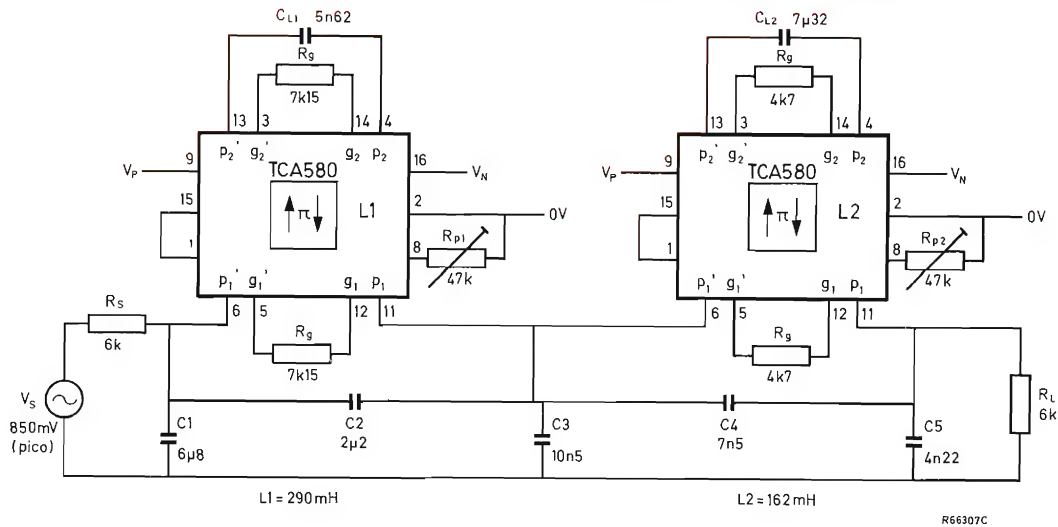 CL1 5n62
Rg
7k15
13 3 14 4
p2' g2' g2 p2
VP 9
TCA580
16 VN
15
π L1
2 0V
1
8 Rp1
47k
p1' g1' g1 p1
6 5 12 11
Rg
7k15
RS
6k
VS
850mV
(pico)
C1
6µ8
C2
2µ2
C3
10n5
L1=290mH
CL2 7µ32
Rg
4k7
13 3 14 4
p2' g2' g2 p2
VP 9
TCA580
16 VN
15
π L2
2 0V
1
8 Rp2
47k
p1' g1' g1 p1
6 5 12 11
Rg
4k7
C4
7n5
C5
4n22
RL
6k
L2=162mH
R66307C